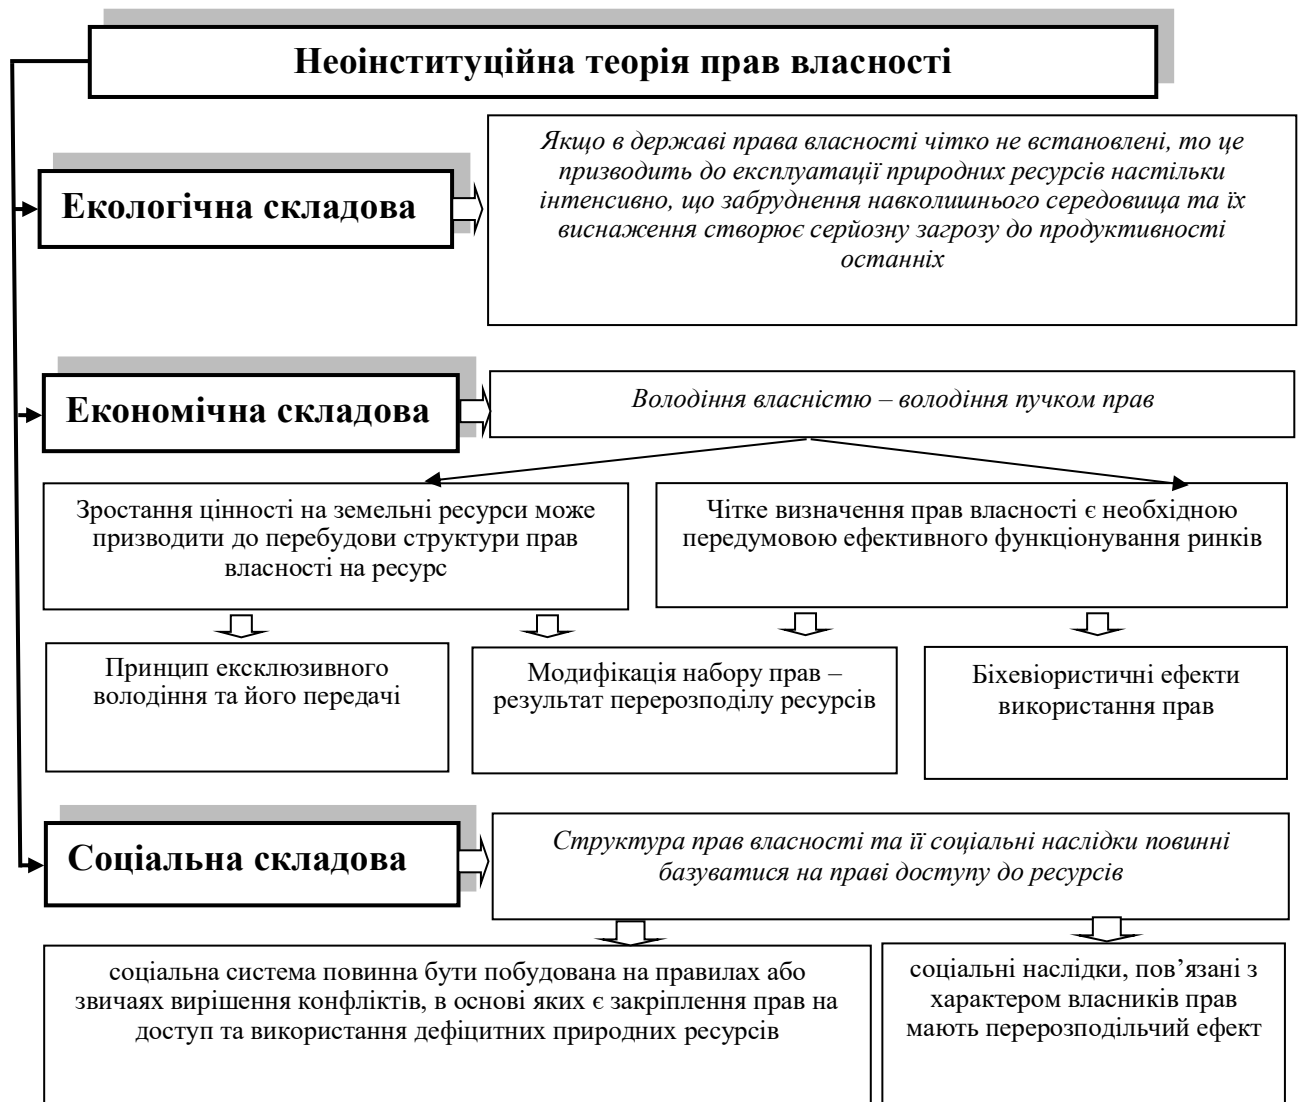 Неоінституційна теорія прав власності
Екологічна складова
Якщо в державі права власності чітко не встановлені, то це
призводить до експлуатації природних ресурсів настільки
інтенсивно, що забруднення навколишнього середовища та їх
виснаження створює серйозну загрозу до продуктивності
останніх
Економічна складова
Володіння власністю – володіння пучком прав
Зростання цінності на земельні ресурси може
призводити до перебудови структури прав
власності на ресурс
Чітке визначення прав власності є необхідною
передумовою ефективного функціонування ринків
Принцип ексклюзивного
володіння та його передачі
Модифікація набору прав –
результат перерозподілу ресурсів
Біхевіористичні ефекти
використання прав
Соціальна складова
Структура прав власності та її соціальні наслідки повинні
базуватися на праві доступу до ресурсів
соціальна система повинна бути побудована на правилах або
звичаях вирішення конфліктів, в основі яких є закріплення прав на
доступ та використання дефіцитних природних ресурсів
соціальні наслідки, пов’язані з
характером власників прав
мають перерозподільчий ефект